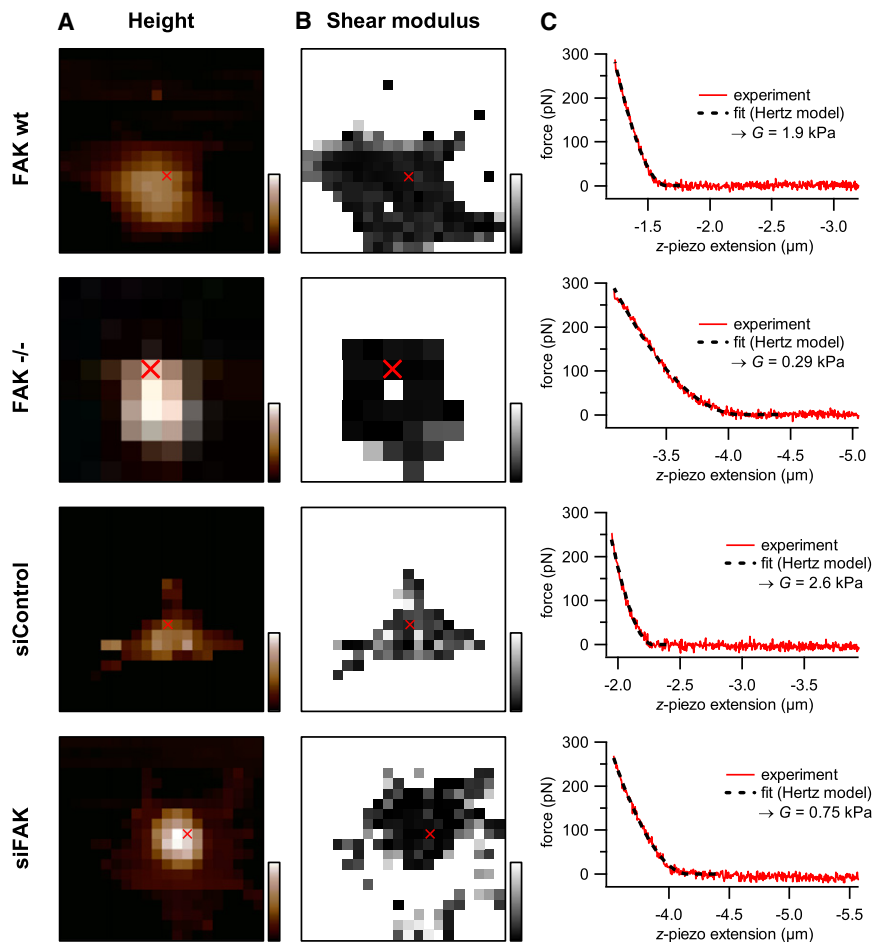 A Height
B Shear modulus
C
FAK wt
force (pN)
300
200
100
0
experiment
fit (Hertz model)
→ G = 1.9 kPa
-1.5 -2.0 -2.5 -3.0
z-piezo extension (µm)
FAK -/-
force (pN)
300
200
100
0
experiment
fit (Hertz model)
→ G = 0.29 kPa
-3.5 -4.0 -4.5 -5.0
z-piezo extension (µm)
siControl
force (pN)
300
200
100
0
experiment
fit (Hertz model)
→ G = 2.6 kPa
-2.0 -2.5 -3.0 -3.5
z-piezo extension (µm)
siFAK
force (pN)
300
200
100
0
experiment
fit (Hertz model)
→ G = 0.75 kPa
-4.0 -4.5 -5.0 -5.5
z-piezo extension (µm)